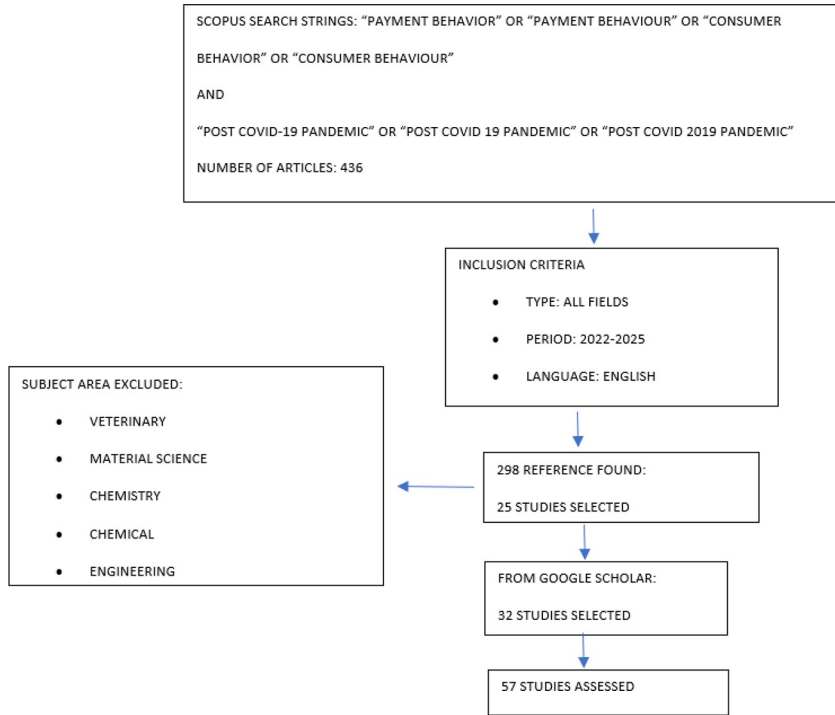 SCOPUS SEARCH STRINGS: “PAYMENT BEHAVIOR” OR “PAYMENT BEHAVIOUR” OR “CONSUMER
BEHAVIOR” OR “CONSUMER BEHAVIOUR”
AND
“POST COVID-19 PANDEMIC” OR “POST COVID 19 PANDEMIC” OR “POST COVID 2019 PANDEMIC”
NUMBER OF ARTICLES: 436
INCLUSION CRITERIA
• TYPE: ALL FIELDS
• PERIOD: 2022-2025
• LANGUAGE: ENGLISH
SUBJECT AREA EXCLUDED:
• VETERINARY
• MATERIAL SCIENCE
• CHEMISTRY
• CHEMICAL
• ENGINEERING
298 REFERENCE FOUND:
25 STUDIES SELECTED
FROM GOOGLE SCHOLAR:
32 STUDIES SELECTED
57 STUDIES ASSESSED